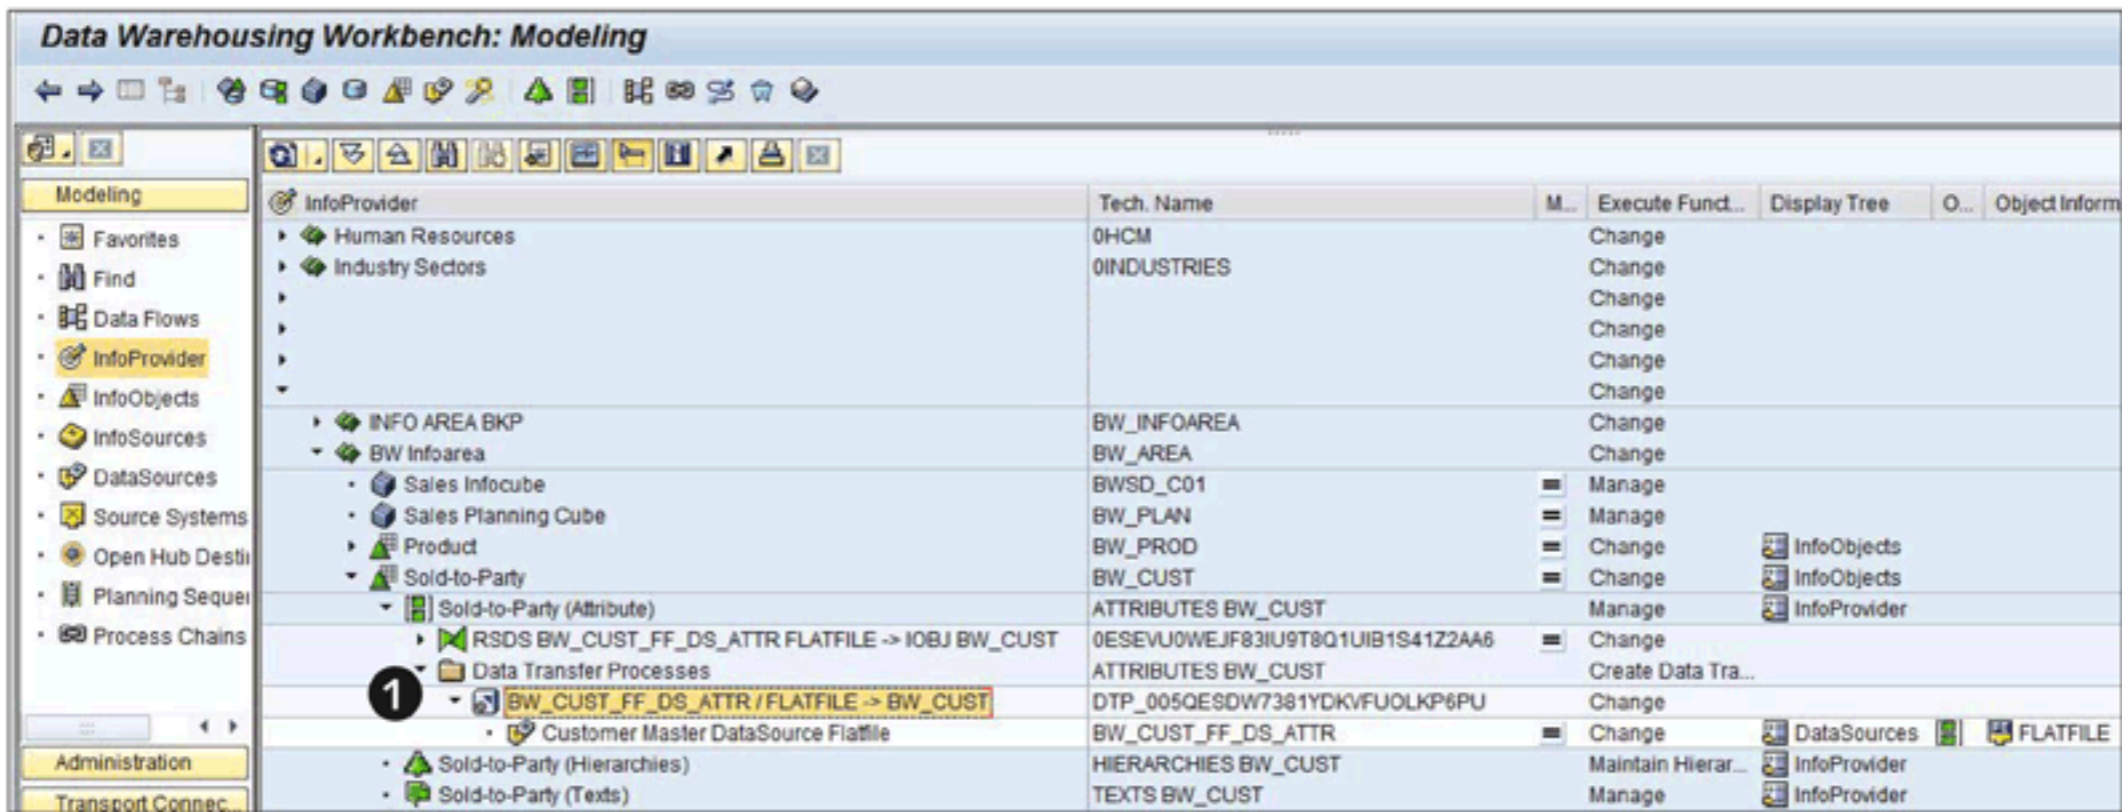 Data Warehousing Workbench: Modeling
Modeling
Favorites
Find
Data Flows
InfoProvider
InfoObjects
InfoSources
DataSources
Source Systems
Open Hub Desti
Planning Sequer
Process Chains
Administration
Transport Connec...
InfoProvider Tech. Name M... Execute Funct... Display Tree O... Object Inform
Human Resources 0HCM Change
Industry Sectors 0INDUSTRIES Change
Change
Change
Change
Change
INFO AREA BKP BW_INFOAREA Change
BW Infoarea BW_AREA Change
Sales Infocube BWSD_C01 = Manage
Sales Planning Cube BW_PLAN = Manage
Product BW_PROD = Change InfoObjects
Sold-to-Party BW_CUST = Change InfoObjects
Sold-to-Party (Attribute) ATTRIBUTES BW_CUST Manage InfoProvider
RSDS BW_CUST_FF_DS_ATTR FLATFILE -> IOBJ BW_CUST 0ESEVU0WEJF83IU9T8Q1UIB1S41Z2AA6 = Change
Data Transfer Processes ATTRIBUTES BW_CUST Create Data Tra...
1 BW_CUST_FF_DS_ATTR / FLATFILE -> BW_CUST DTP_005QESDW7381YDKVFUOLKP6PU Change
Customer Master DataSource Flatfile BW_CUST_FF_DS_ATTR = Change DataSources FLATFILE
Sold-to-Party (Hierarchies) HIERARCHIES BW_CUST Maintain Hierar... InfoProvider
Sold-to-Party (Texts) TEXTS BW_CUST Manage InfoProvider